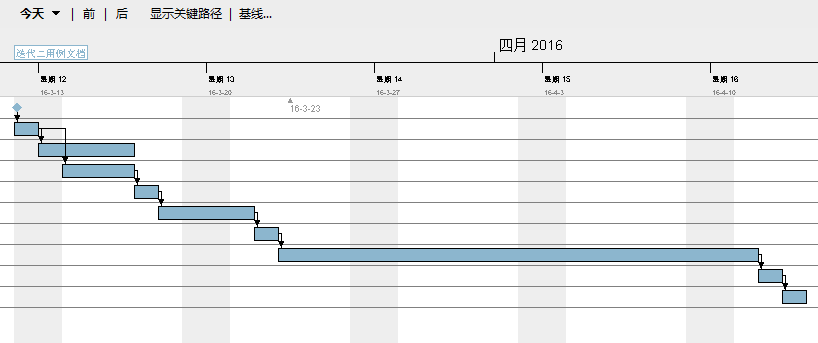 今天 | 前 | 后 显示关键路径 | 基线...
四月 2016
迭代二用例文档
星期 12 星期 13 星期 14 星期 15 星期 16
16-3-13 16-3-20 16-3-27 16-4-3 16-4-10
16-3-23